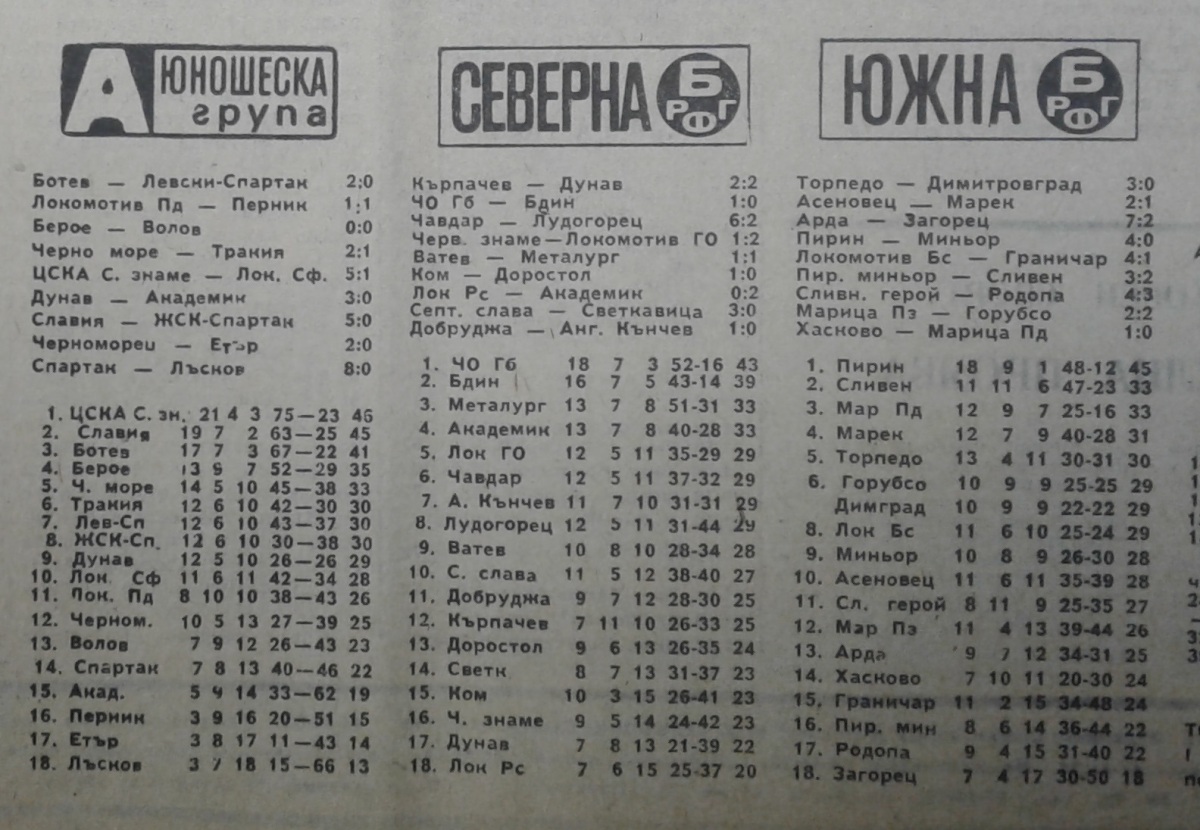 А ЮНОШЕСКА
група
Ботев — Левски-Спартак 2:0
Локомотив Пд — Перник 1:1
Берое — Волов 0:0
Черно море — Тракия 2:1
ЦСКА С. знаме — Лок. Сф. 5:1
Дунав — Академик 3:0
Славия — ЖСК-Спартак 5:0
Черноморец — Етър 2:0
Спартак — Лъсков 8:0
1. ЦСКА С. зн. 21 4 3 75—23 46
2. Славия 19 7 2 63—25 45
3. Ботев 17 7 3 67—22 41
4. Берое 13 9 7 52—29 35
5. Ч. море 14 5 10 45—38 33
6. Тракия 12 6 10 42—30 30
7. Лев-Сп 12 6 10 43—37 30
8. ЖСК-Сп. 12 6 10 30—38 30
9. Дунав 12 5 10 26—26 29
10. Лок. Сф 11 6 11 42—34 28
11. Лок. Пд 8 10 10 38—43 26
12. Черном. 10 5 13 27—39 25
13. Волов 7 9 12 26—43 23
14. Спартак 7 8 13 40—46 22
15. Акад. 5 9 14 33—62 19
16. Перник 3 9 16 20—51 15
17. Етър 3 8 17 11—43 14
18. Лъсков 3 7 18 15—66 13
СЕВЕРНА Б РФГ
Кърпачев — Дунав 2:2
ЧО Гб — Бдин 1:0
Чавдар — Лудогорец 6:2
Черв. знаме—Локомотив ГО 1:2
Ватев — Металург 1:1
Ком — Доростол 1:0
Лок Рс — Академик 0:2
Септ. слава — Светкавица 3:0
Добруджа — Анг. Кънчев 1:0
1. ЧО Гб 18 7 3 52-16 43
2. Бдин 16 7 5 43-14 39
3. Металург 13 7 8 51-31 33
4. Академик 13 7 8 40-28 33
5. Лок ГО 12 5 11 35-29 29
6. Чавдар 12 5 11 37-32 29
7. А. Кънчев 11 7 10 31-31 29
8. Лудогорец 12 5 11 31-44 29
9. Ватев 10 8 10 28-34 28
10. С. слава 11 5 12 38-40 27
11. Добруджа 9 7 12 28-30 25
12. Кърпачев 7 11 10 26-33 25
13. Доростол 9 6 13 26-35 24
14. Светк 8 7 13 31-37 23
15. Ком 10 3 15 26-41 23
16. Ч. знаме 9 5 14 24-42 23
17. Дунав 7 8 13 21-39 22
18. Лок Рс 7 6 15 25-37 20
ЮЖНА Б РФГ
Торпедо — Димитровград 3:0
Асеновец — Марек 2:1
Арда — Загорец 7:2
Пирин — Миньор 4:0
Локомотив Бс — Граничар 4:1
Пир. миньор — Сливен 3:2
Сливн. герой — Родопа 4:3
Марица Пз — Горубсо 2:2
Хасково — Марица Пд 1:0
1. Пирин 18 9 1 48-12 45
2. Сливен 11 11 6 47-23 33
3. Мар Пд 12 9 7 25-16 33
4. Марек 12 7 9 40-28 31
5. Торпедо 13 4 11 30-31 30
6. Горубсо 10 9 9 25-25 29
Димград 10 9 9 22-22 29
8. Лок Бс 11 6 10 25-24 29
9. Миньор 10 8 9 26-30 28
10. Асеновец 11 6 11 35-39 28
11. Сл. герой 8 11 9 25-35 27
12. Мар Пз 11 4 13 39-44 26
13. Арда 9 7 12 34-31 25
14. Хасково 7 10 11 20-30 24
15. Граничар 11 2 15 34-48 24
16. Пир. мин 8 6 14 36-44 22
17. Родопа 9 4 15 31-40 22
18. Загорец 7 4 17 30-50 18